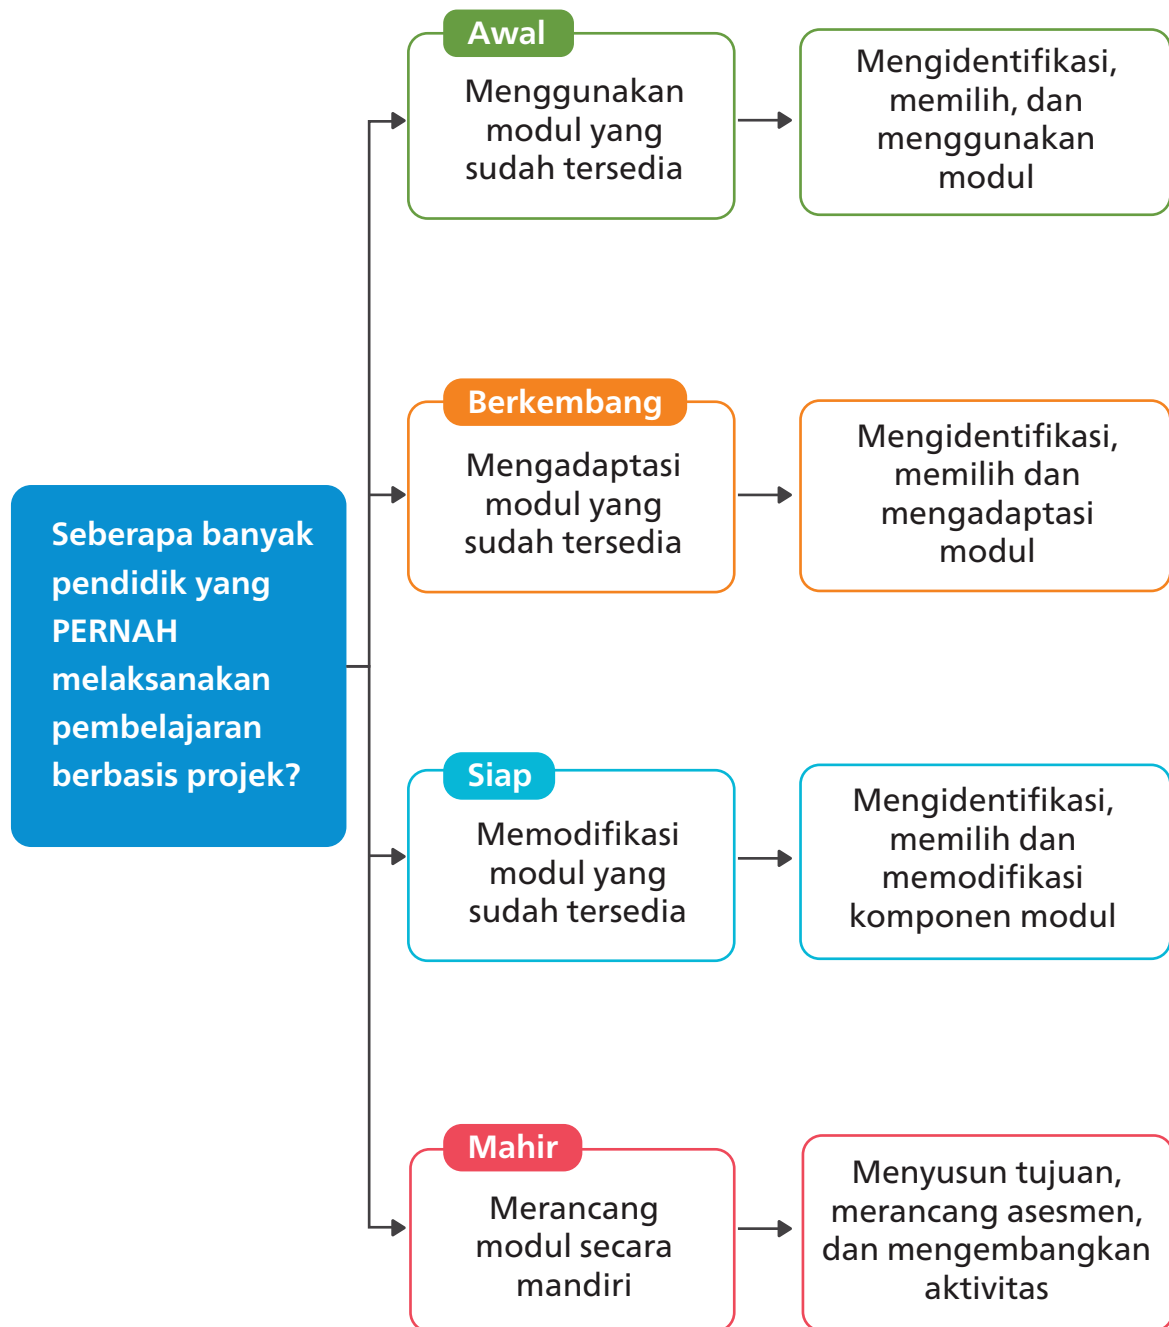 Seberapa banyak
pendidik yang
PERNAH
melaksanakan
pembelajaran
berbasis projek?
Awal
Menggunakan
modul yang
sudah tersedia
Mengidentifikasi,
memilih, dan
menggunakan
modul
Berkembang
Mengadaptasi
modul yang
sudah tersedia
Mengidentifikasi,
memilih dan
mengadaptasi
modul
Siap
Memodifikasi
modul yang
sudah tersedia
Mengidentifikasi,
memilih dan
memodifikasi
komponen modul
Mahir
Merancang
modul secara
mandiri
Menyusun tujuan,
merancang asesmen,
dan mengembangkan
aktivitas